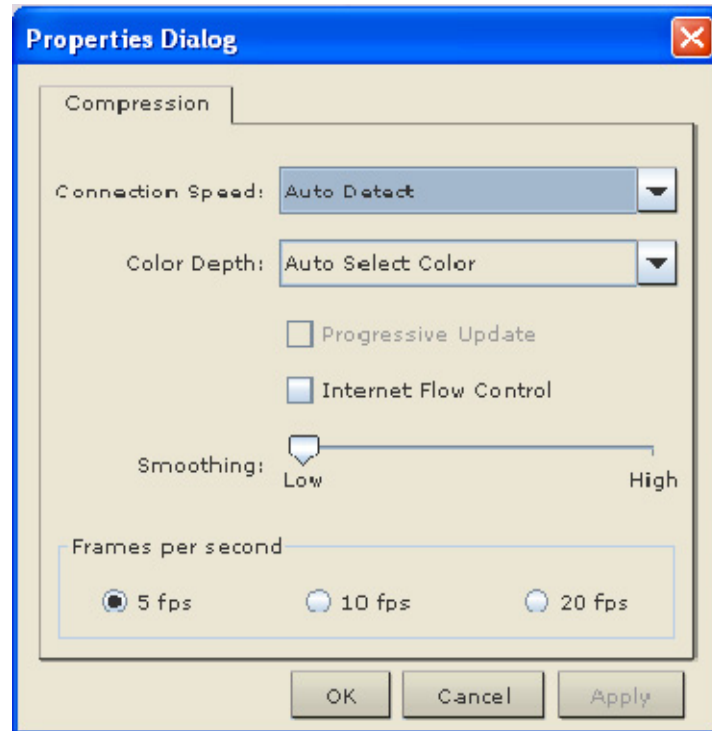 Properties Dialog
Compression
Connection Speed: Auto Detect
Color Depth: Auto Select Color
Progressive Update
Internet Flow Control
Smoothing:
Low High
Frames per second
5 fps 10 fps 20 fps
OK Cancel Apply